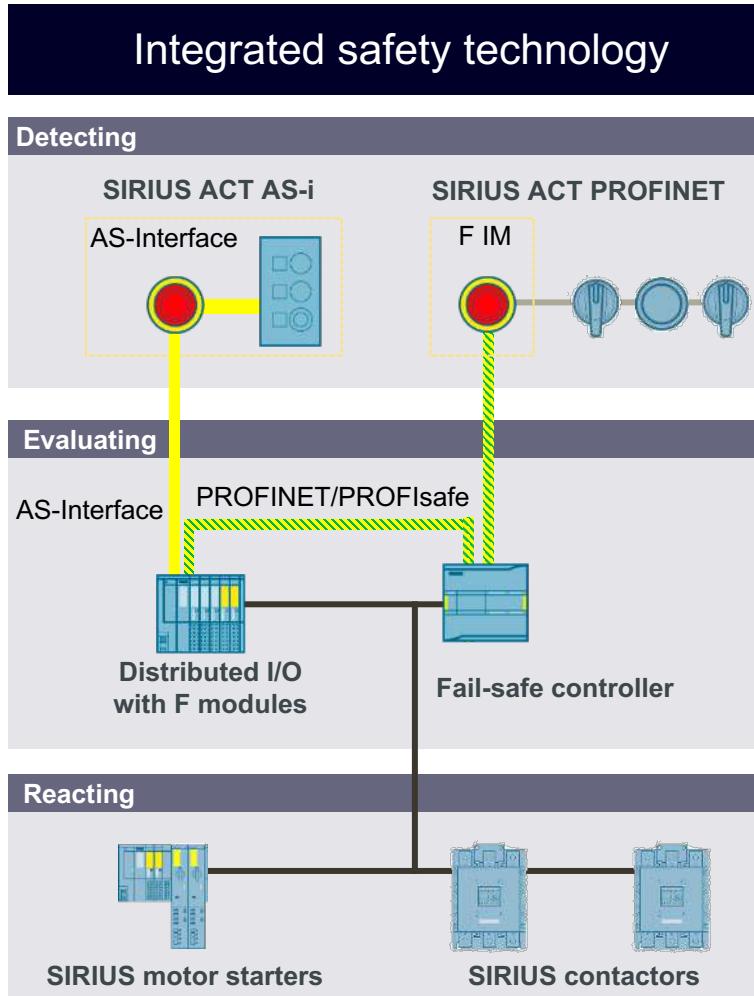 Integrated safety technology
Detecting
SIRIUS ACT AS-i
SIRIUS ACT PROFINET
AS-Interface
F IM
Evaluating
AS-Interface
PROFINET/PROFIsafe
Distributed I/O
with F modules
Fail-safe controller
Reacting
SIRIUS motor starters
SIRIUS contactors